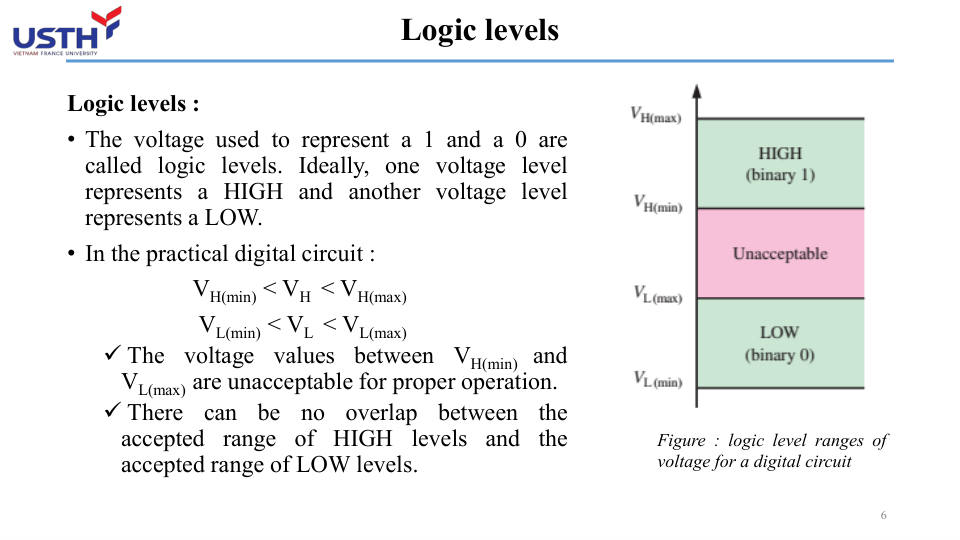 USTH
VIETNAM FRANCE UNIVERSITY
Logic levels
Logic levels :
• The voltage used to represent a 1 and a 0 are
called logic levels. Ideally, one voltage level
represents a HIGH and another voltage level
represents a LOW.
• In the practical digital circuit :
VH(min) < VH < VH(max)
VL(min) < VL < VL(max)
✓ The voltage values between VH(min) and
VL(max) are unacceptable for proper operation.
✓ There can be no overlap between the
accepted range of HIGH levels and the
accepted range of LOW levels.
VH(max)
HIGH
(binary 1)
VH(min)
Unacceptable
VL(max)
LOW
(binary 0)
VL(min)
Figure : logic level ranges of
voltage for a digital circuit
6